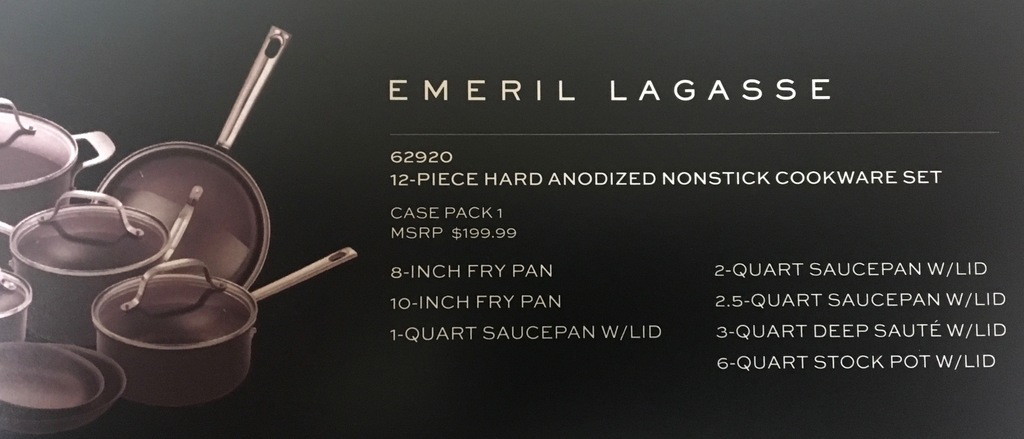 EMERIL LAGASSE
62920
12-PIECE HARD ANODIZED NONSTICK COOKWARE SET
CASE PACK 1
MSRP $199.99
8-INCH FRY PAN
10-INCH FRY PAN
1-QUART SAUCEPAN W/LID
2-QUART SAUCEPAN W/LID
2.5-QUART SAUCEPAN W/LID
3-QUART DEEP SAUTÉ W/LID
6-QUART STOCK POT W/LID